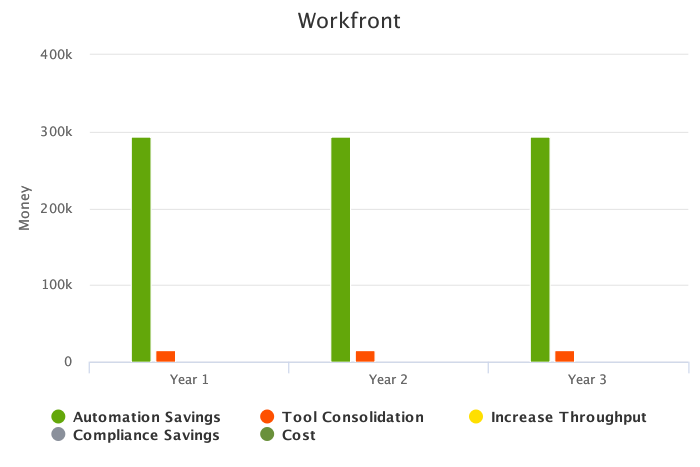 Workfront
400k
300k
200k
100k
0
Money
Year 1
Year 2
Year 3
Automation Savings
Tool Consolidation
Increase Throughput
Compliance Savings
Cost